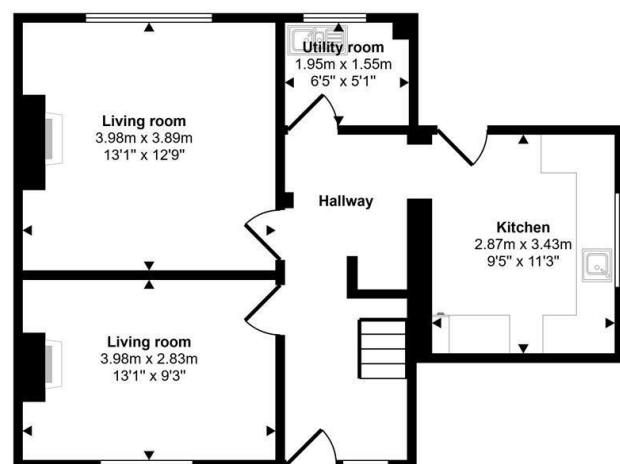 Utility room
1.95m x 1.55m
6'5" x 5'1"
Living room
3.98m x 3.89m
13'1" x 12'9"
Hallway
Kitchen
2.87m x 3.43m
9'5" x 11'3"
Living room
3.98m x 2.83m
13'1" x 9'3"